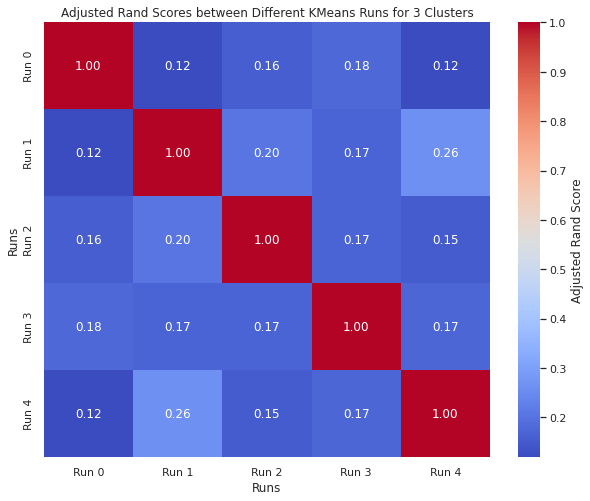 Adjusted Rand Scores between Different KMeans Runs for 3 Clusters
Runs
Run 0
1.00 0.12 0.16 0.18 0.12
Run 1
0.12 1.00 0.20 0.17 0.26
Run 2
0.16 0.20 1.00 0.17 0.15
Run 3
0.18 0.17 0.17 1.00 0.17
Run 4
0.12 0.26 0.15 0.17 1.00
Run 0 Run 1 Run 2 Run 3 Run 4
Runs
1.0
0.9
0.8
0.7
0.6
0.5
0.4
0.3
0.2
Adjusted Rand Score